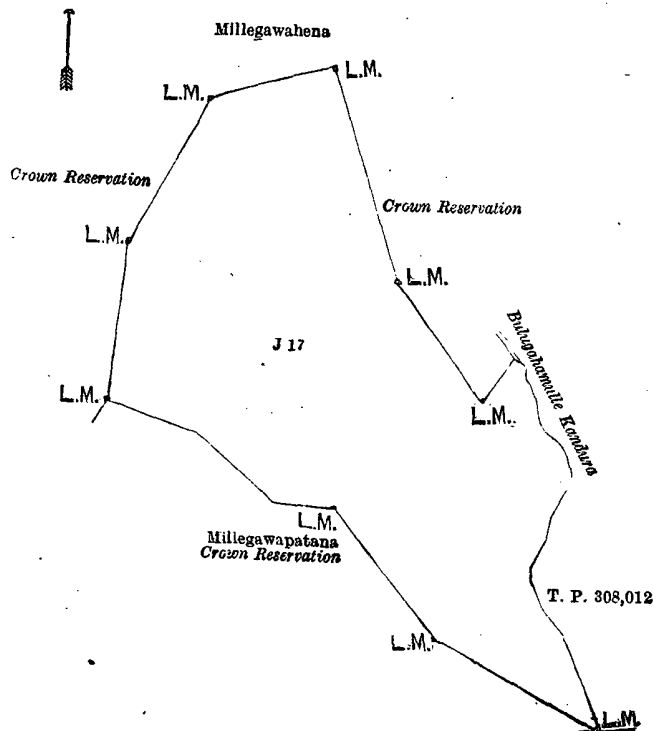 Millegawahena
L.M.
L.M.
Crown Reservation
Crown Reservation
L.M.
L.M.
Bulugahamulle Kandura
J 17
L.M.
L.M.
L.M.
Millegawapatana
Crown Reservation
T. P. 308,012
L.M.
L.M.